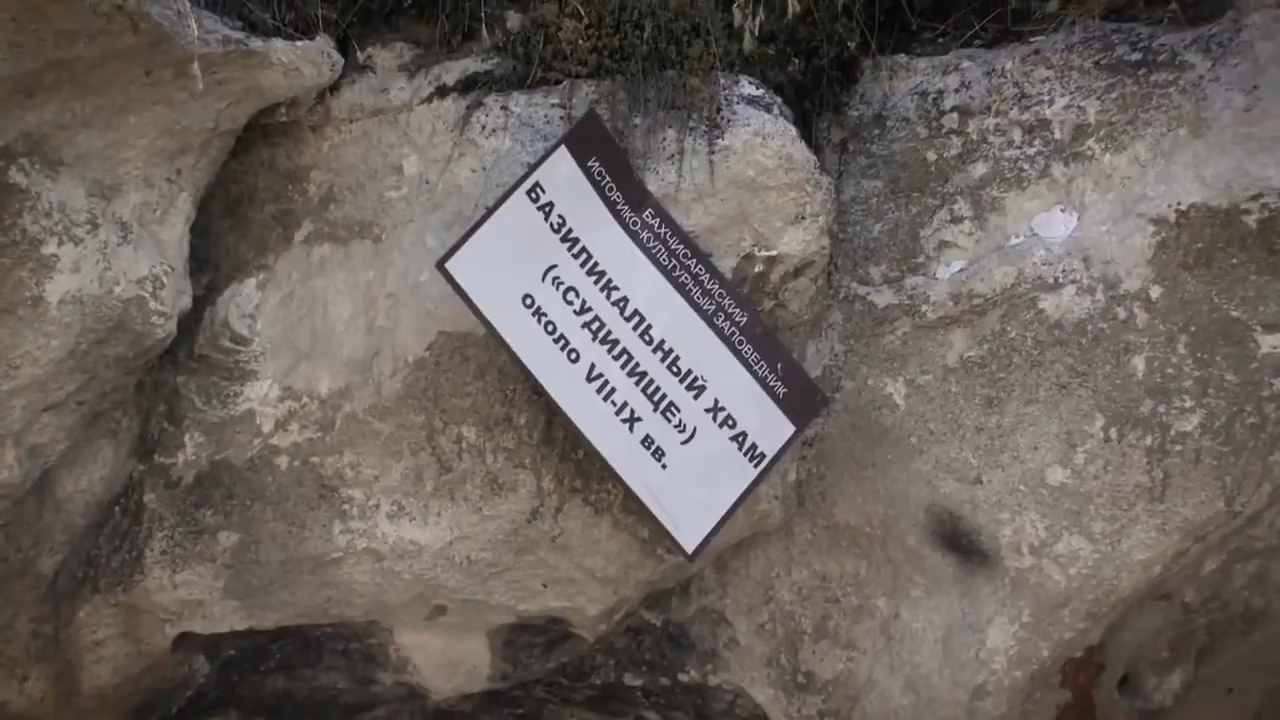 БАХЧИСАРАЙСКИЙ
ИСТОРИКО-КУЛЬТУРНЫЙ ЗАПОВЕДНИК
БАЗИЛИКАЛЬНЫЙ ХРАМ
(«СУДИЛИЩЕ»)
около VII-IX вв.